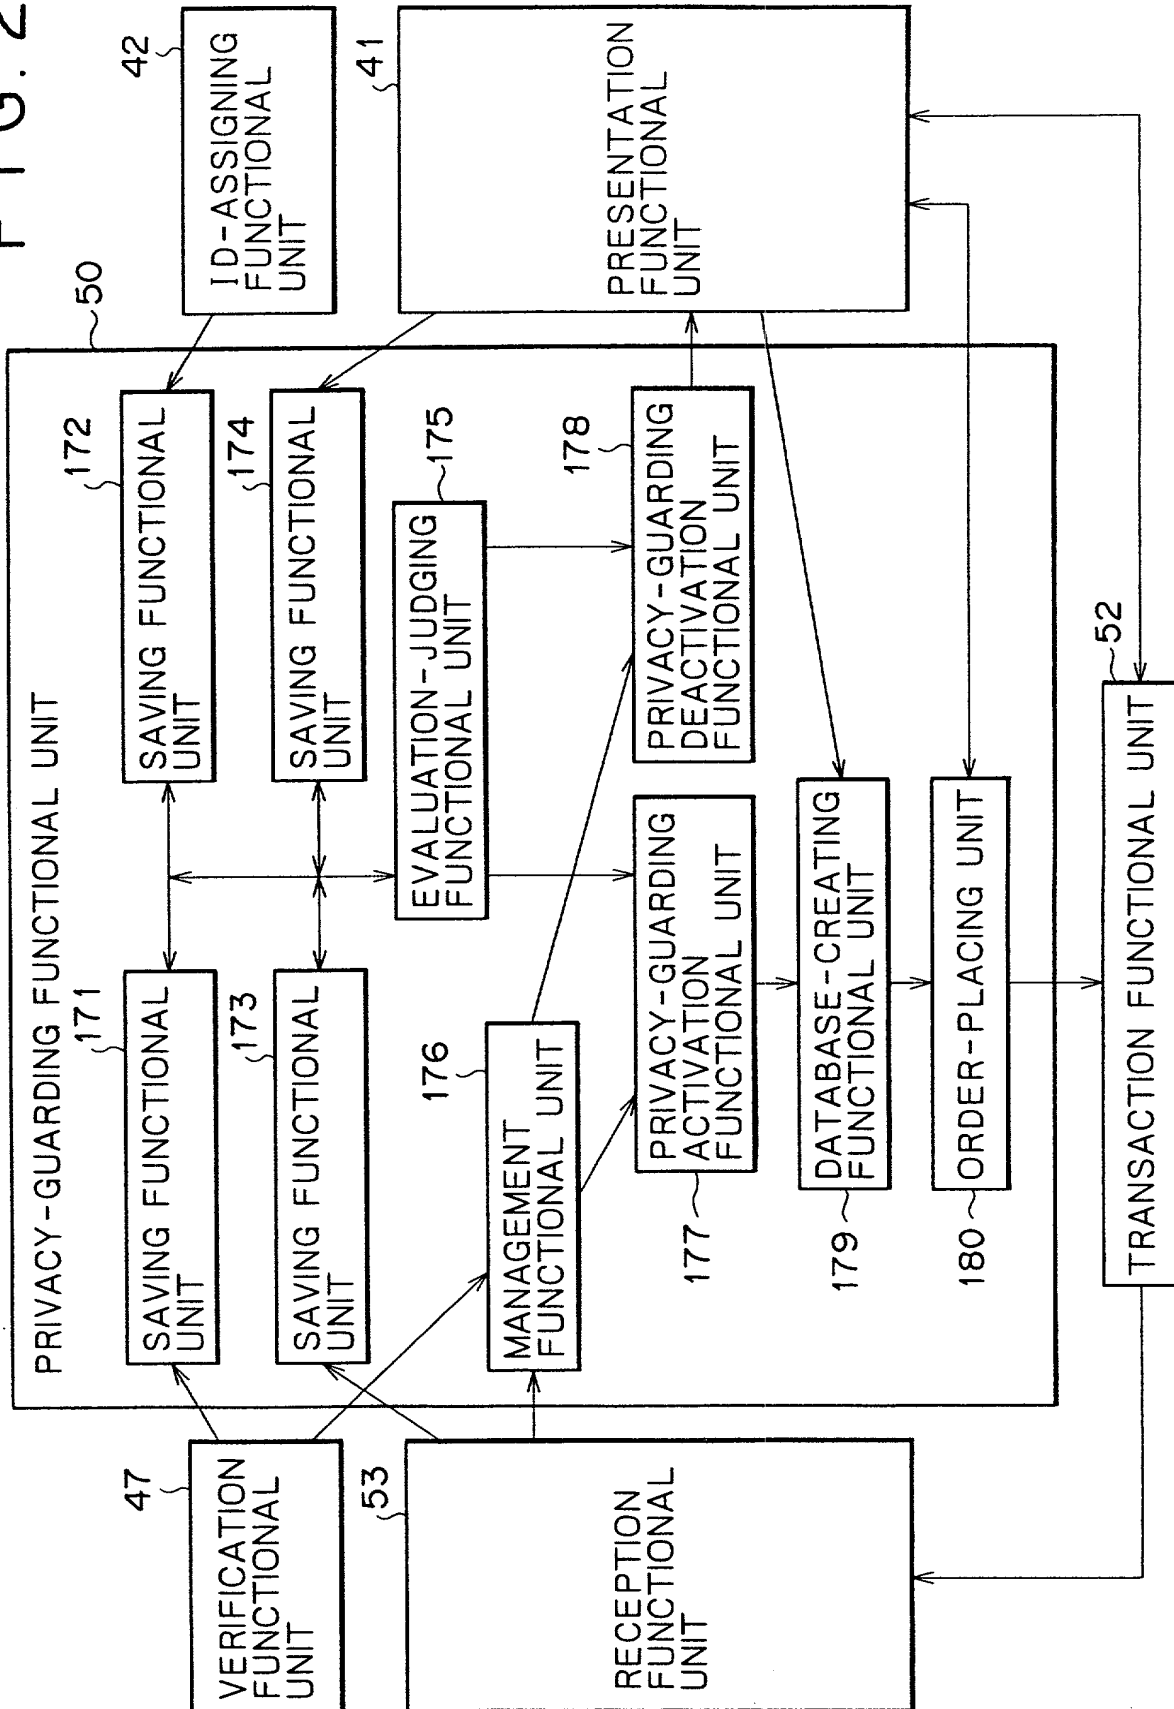 FIG. 2
PRIVACY-GUARDING FUNCTIONAL UNIT
50
47
VERIFICATION
FUNCTIONAL
UNIT
171
SAVING FUNCTIONAL
UNIT
172
SAVING FUNCTIONAL
UNIT
42
ID-ASSIGNING
FUNCTIONAL
UNIT
173
SAVING FUNCTIONAL
UNIT
174
SAVING FUNCTIONAL
UNIT
53
RECEPTION
FUNCTIONAL
UNIT
41
PRESENTATION
FUNCTIONAL
UNIT
175
EVALUATION-JUDGING
FUNCTIONAL UNIT
176
MANAGEMENT
FUNCTIONAL UNIT
177
PRIVACY-GUARDING
ACTIVATION
FUNCTIONAL UNIT
178
PRIVACY-GUARDING
DEACTIVATION
FUNCTIONAL UNIT
179
DATABASE-CREATING
FUNCTIONAL UNIT
180
ORDER-PLACING UNIT
52
TRANSACTION FUNCTIONAL UNIT